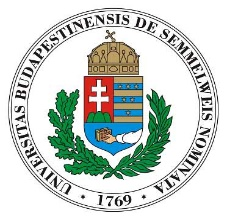 UNIVERSITAS BUDAPESTINENSIS DE SEMMELWEIS NOMINATA
· 1769 ·